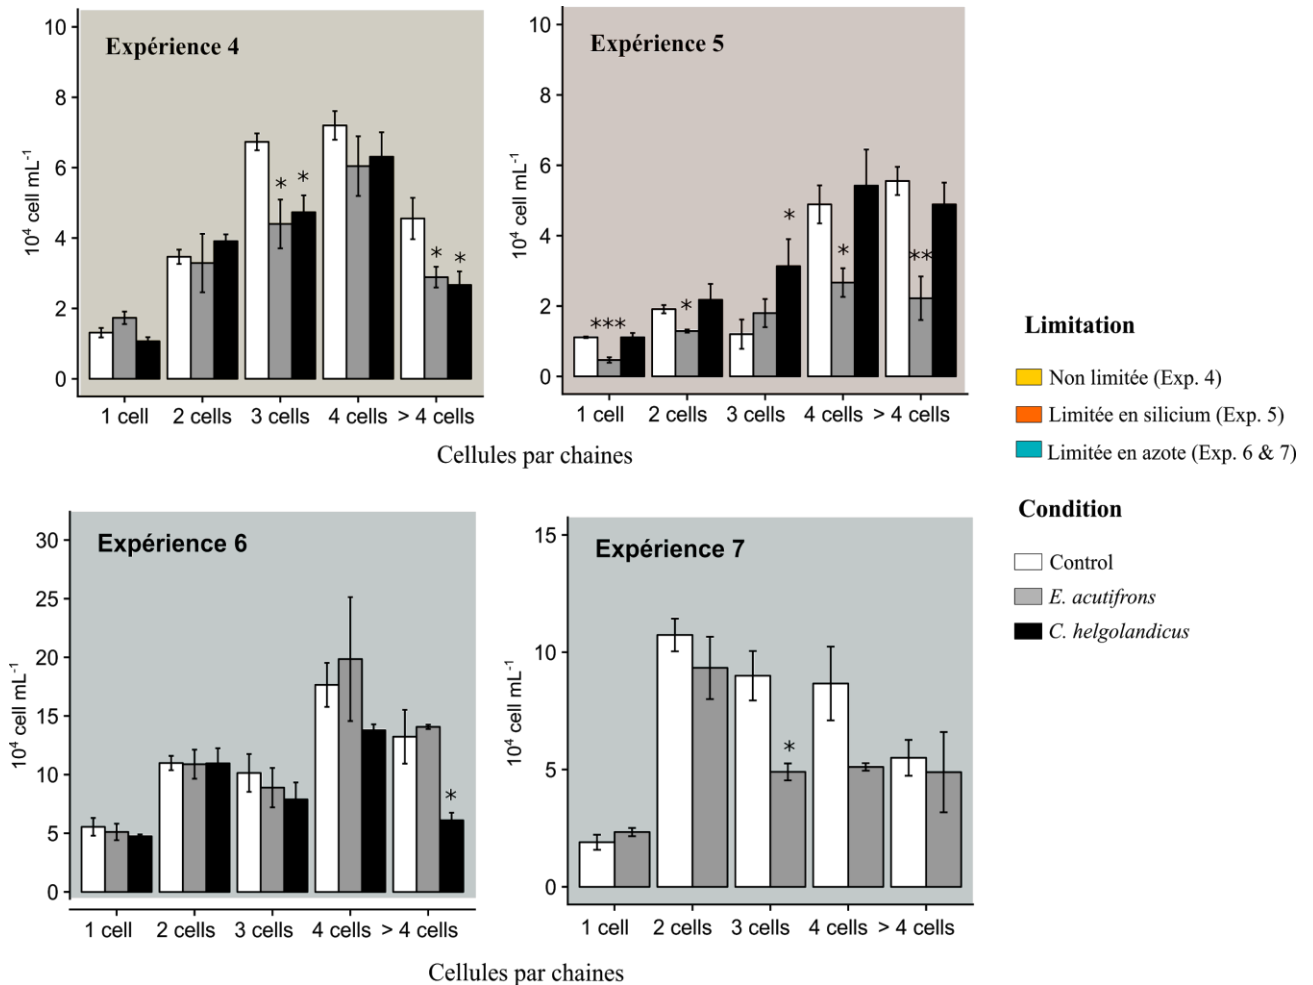 Expérience 4
10
8
6
4
2
0
10⁴ cell mL⁻¹
* * * *
1 cell 2 cells 3 cells 4 cells > 4 cells
Expérience 5
10
8
6
4
2
0
10⁴ cell mL⁻¹
*** * * * **
1 cell 2 cells 3 cells 4 cells > 4 cells
Cellules par chaines
Limitation
Non limitée (Exp. 4)
Limitée en silicium (Exp. 5)
Limitée en azote (Exp. 6 & 7)
Condition
Control
E. acutifrons
C. helgolandicus
Expérience 6
30
25
20
15
10
5
0
10⁴ cell mL⁻¹
*
1 cell 2 cells 3 cells 4 cells > 4 cells
Expérience 7
15
10
5
0
10⁴ cell mL⁻¹
*
1 cell 2 cells 3 cells 4 cells > 4 cells
Cellules par chaines